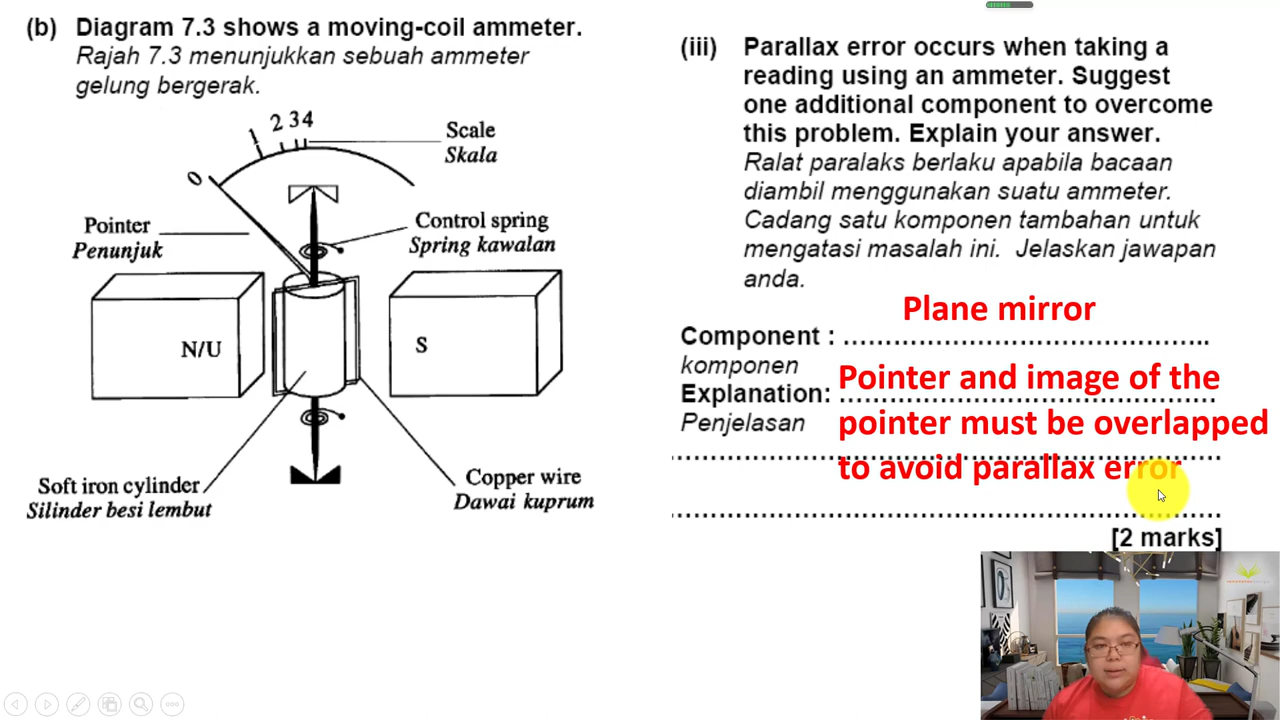 (b) Diagram 7.3 shows a moving-coil ammeter.
Rajah 7.3 menunjukkan sebuah ammeter
gelung bergerak.
0 1 2 3 4
Scale
Skala
Pointer
Penunjuk
Control spring
Spring kawalan
N/U
S
Soft iron cylinder
Silinder besi lembut
Copper wire
Dawai kuprum
(iii) Parallax error occurs when taking a
reading using an ammeter. Suggest
one additional component to overcome
this problem. Explain your answer.
Ralat paralaks berlaku apabila bacaan
diambil menggunakan suatu ammeter.
Cadang satu komponen tambahan untuk
mengatasi masalah ini. Jelaskan jawapan
anda.
Plane mirror
Component :
komponen
Pointer and image of the
Explanation:
Penjelasan
pointer must be overlapped
to avoid parallax error
[2 marks]